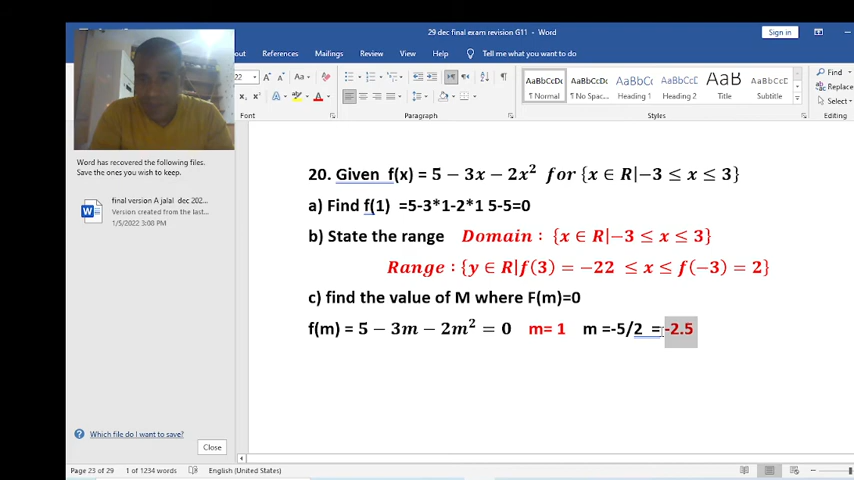 29 dec final exam revision G11 - Word
Sign in
References Mailings Review View Help Tell me what you want to do
22
Font Paragraph Styles Editing
AaBbCcDc AaBbCcDc AaBbCc AaBbCcD AaB AaBbCcD
¶ Normal ¶ No Spac... Heading 1 Heading 2 Title Subtitle
Find
Replace
Select
Word has recovered the following files.
Save the ones you wish to keep.
final version A jalal dec 202...
Version created from the last...
1/5/2022 3:00 PM
20. Given f(x) = 5 − 3x − 2x² for {x ∈ R|−3 ≤ x ≤ 3}
a) Find f(1) =5-3*1-2*1 5-5=0
b) State the range Domain : {x ∈ R|−3 ≤ x ≤ 3}
Range : {y ∈ R|f(3) = −22 ≤ x ≤ f(−3) = 2}
c) find the value of M where F(m)=0
f(m) = 5 − 3m − 2m² = 0 m= 1 m =-5/2 = -2.5
Which file do I want to save?
Close
Page 23 of 29 1 of 1234 words English (United States)